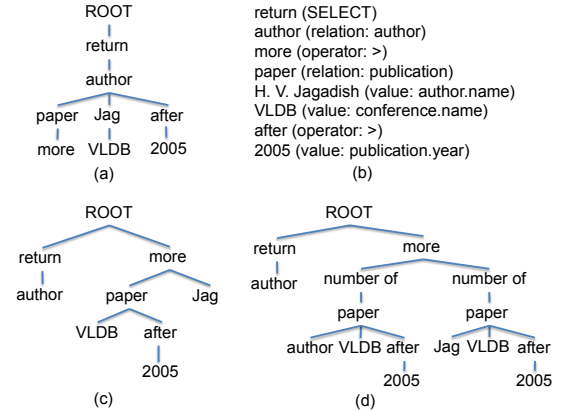 ROOT
return
author
paper Jag after
more VLDB 2005
(a)
return (SELECT)
author (relation: author)
more (operator: >)
paper (relation: publication)
H. V. Jagadish (value: author.name)
VLDB (value: conference.name)
after (operator: >)
2005 (value: publication.year)
(b)
ROOT
return more
author paper Jag
VLDB after
2005
(c)
ROOT
return more
author number of number of
paper paper
author VLDB after Jag VLDB after
2005 2005
(d)